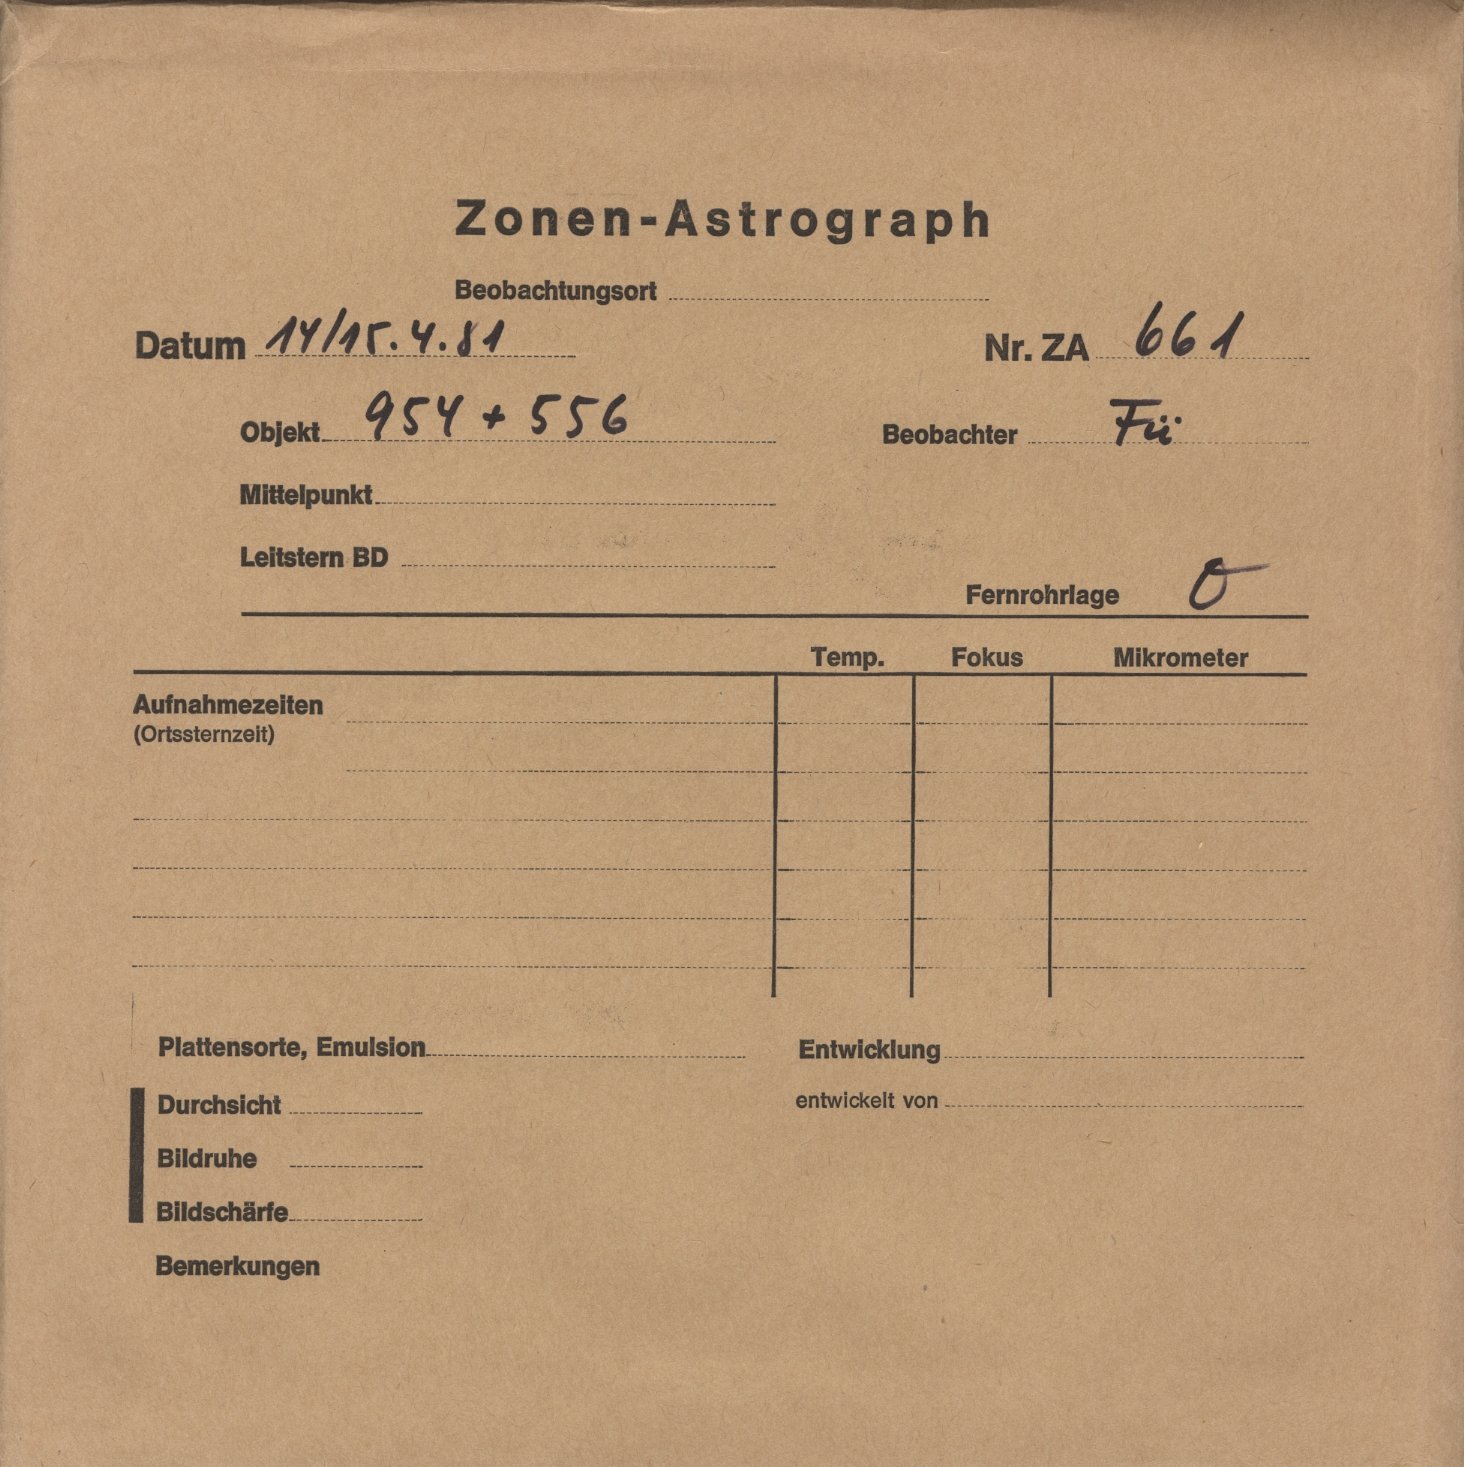 Zonen-Astrograph
Beobachtungsort
Datum 14/15.4.81
Nr. ZA 661
Objekt 954 + 556
Beobachter Fü
Mittelpunkt
Leitstern BD
Fernrohrlage O
Temp. Fokus Mikrometer
Aufnahmezeiten
(Ortssternzeit)
Plattensorte, Emulsion
Entwicklung
Durchsicht
entwickelt von
Bildruhe
Bildschärfe
Bemerkungen